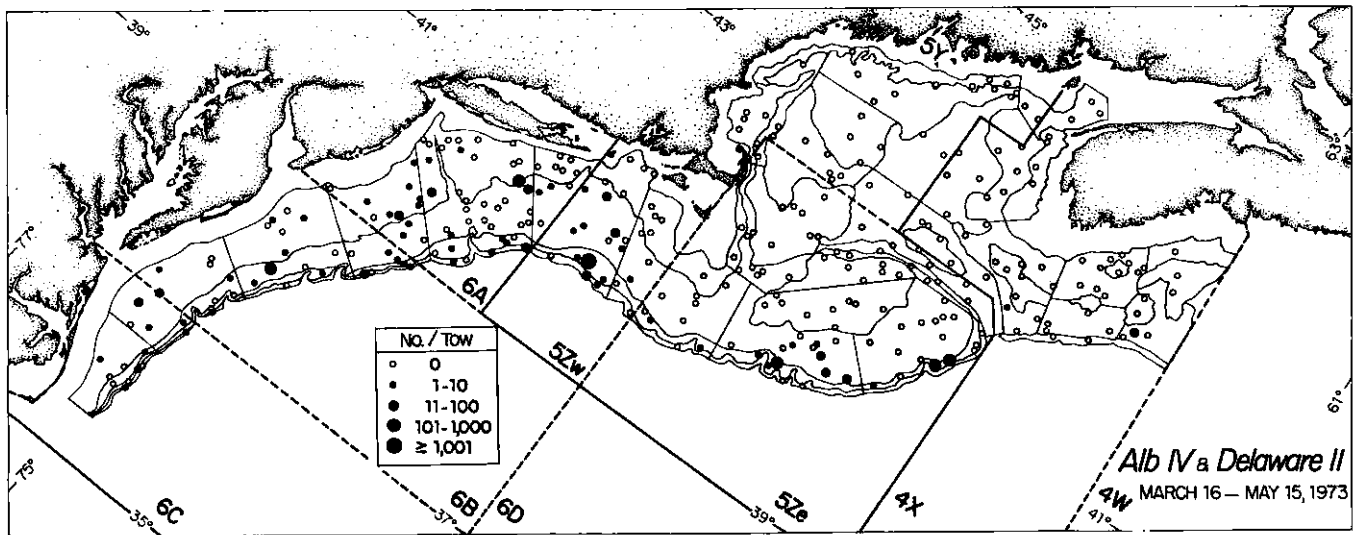 39°
41°
43°
45°
5Y
63°
77°
6A
5Zw
No. / Tow
0
1-10
11-100
101-1,000
≥ 1,001
61°
75°
Alb IV & Delaware II
MARCH 16 — MAY 15, 1973
6C
35°
6B
37°
6D
5Ze
39°
4X
4W
41°